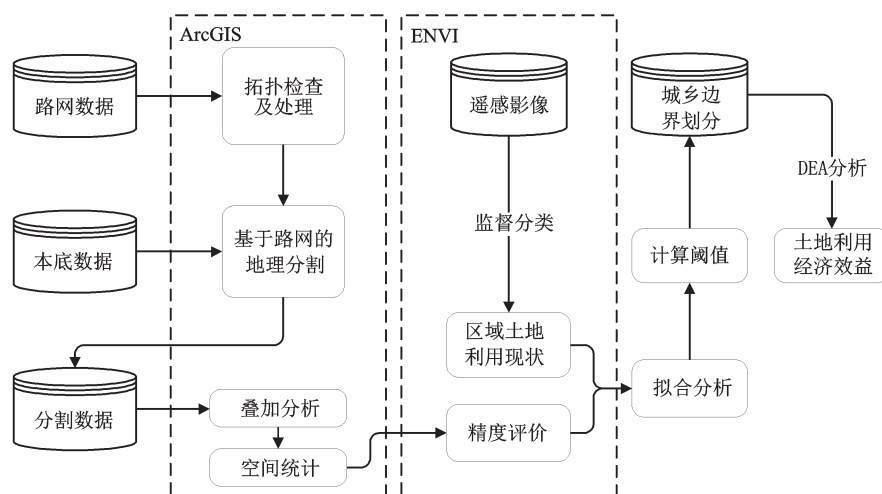 ArcGIS
ENVI
路网数据
拓扑检查
及处理
遥感影像
城乡边
界划分
DEA分析
本底数据
基于路网的
地理分割
监督分类
计算阈值
土地利用
经济效益
区域土地
利用现状
分割数据
叠加分析
拟合分析
精度评价
空间统计